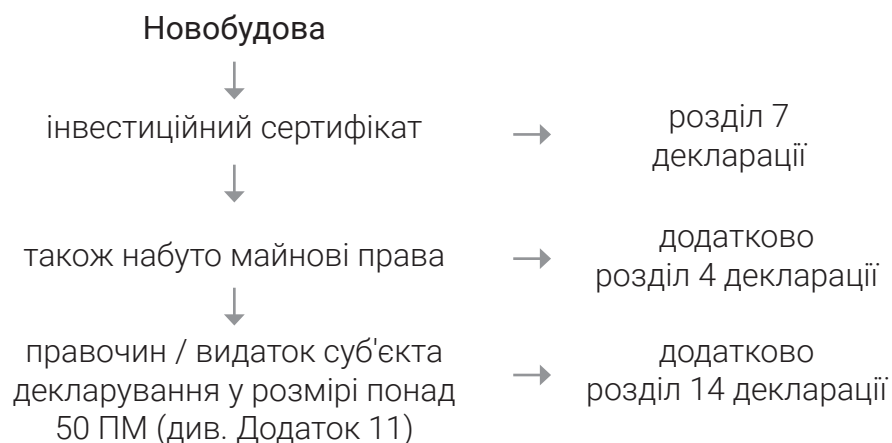 Новобудова
інвестиційний сертифікат
розділ 7
декларації
також набуто майнові права
додатково
розділ 4 декларації
правочин / видаток суб'єкта
декларування у розмірі понад
50 ПМ (див. Додаток 11)
додатково
розділ 14 декларації